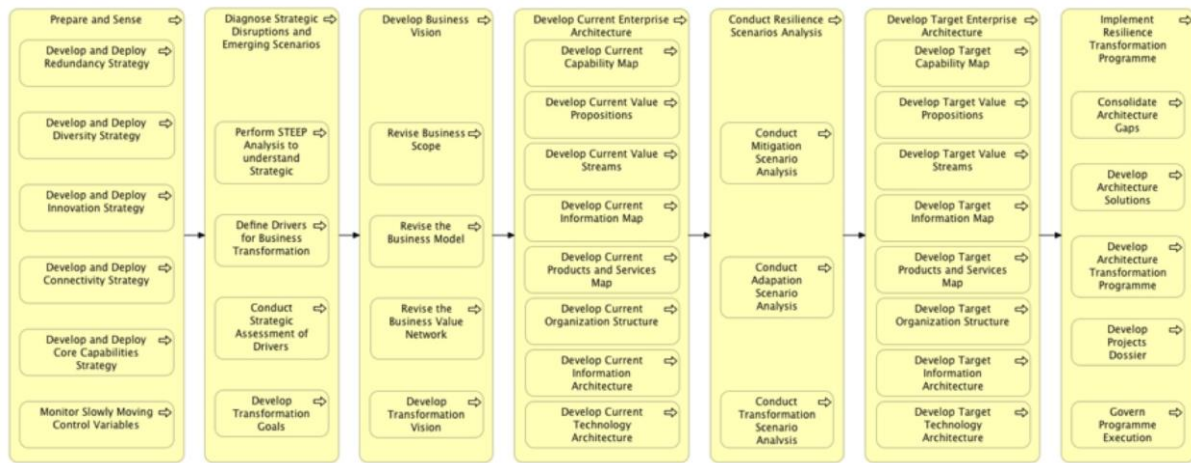 Prepare and Sense
Develop and Deploy
Redundancy Strategy
Develop and Deploy
Diversity Strategy
Develop and Deploy
Innovation Strategy
Develop and Deploy
Connectivity Strategy
Develop and Deploy
Core Capabilities
Strategy
Monitor Slowly Moving
Control Variables
Diagnose Strategic
Disruptions and
Emerging Scenarios
Perform STEEP
Analysis to
understand
Strategic
Define Drivers
for Business
Transformation
Conduct
Strategic
Assessment of
Drivers
Develop
Transformation
Goals
Develop Business
Vision
Revise Business
Scope
Revise the
Business Model
Revise the
Business Value
Network
Develop
Transformation
Vision
Develop Current Enterprise
Architecture
Develop Current
Capability Map
Develop Current Value
Propositions
Develop Current Value
Streams
Develop Current
Information Map
Develop Current
Products and Services
Map
Develop Current
Organization Structure
Develop Current
Information
Architecture
Develop Current
Technology
Architecture
Conduct Resilience
Scenarios Analysis
Conduct
Mitigation
Scenario
Analysis
Conduct
Adapation
Scenario
Analysis
Conduct
Transformation
Scenario
Analysis
Develop Target Enterprise
Architecture
Develop Target
Capability Map
Develop Target Value
Propositions
Develop Target Value
Streams
Develop Target
Information Map
Develop Target
Products and Services
Map
Develop Target
Organization Structure
Develop Target
Information
Architecture
Develop Target
Technology
Architecture
Implement
Resilience
Transformation
Programme
Consolidate
Architecture
Gaps
Develop
Architecture
Solutions
Develop
Architecture
Transformation
Programme
Develop
Projects
Dossier
Govern
Programme
Execution